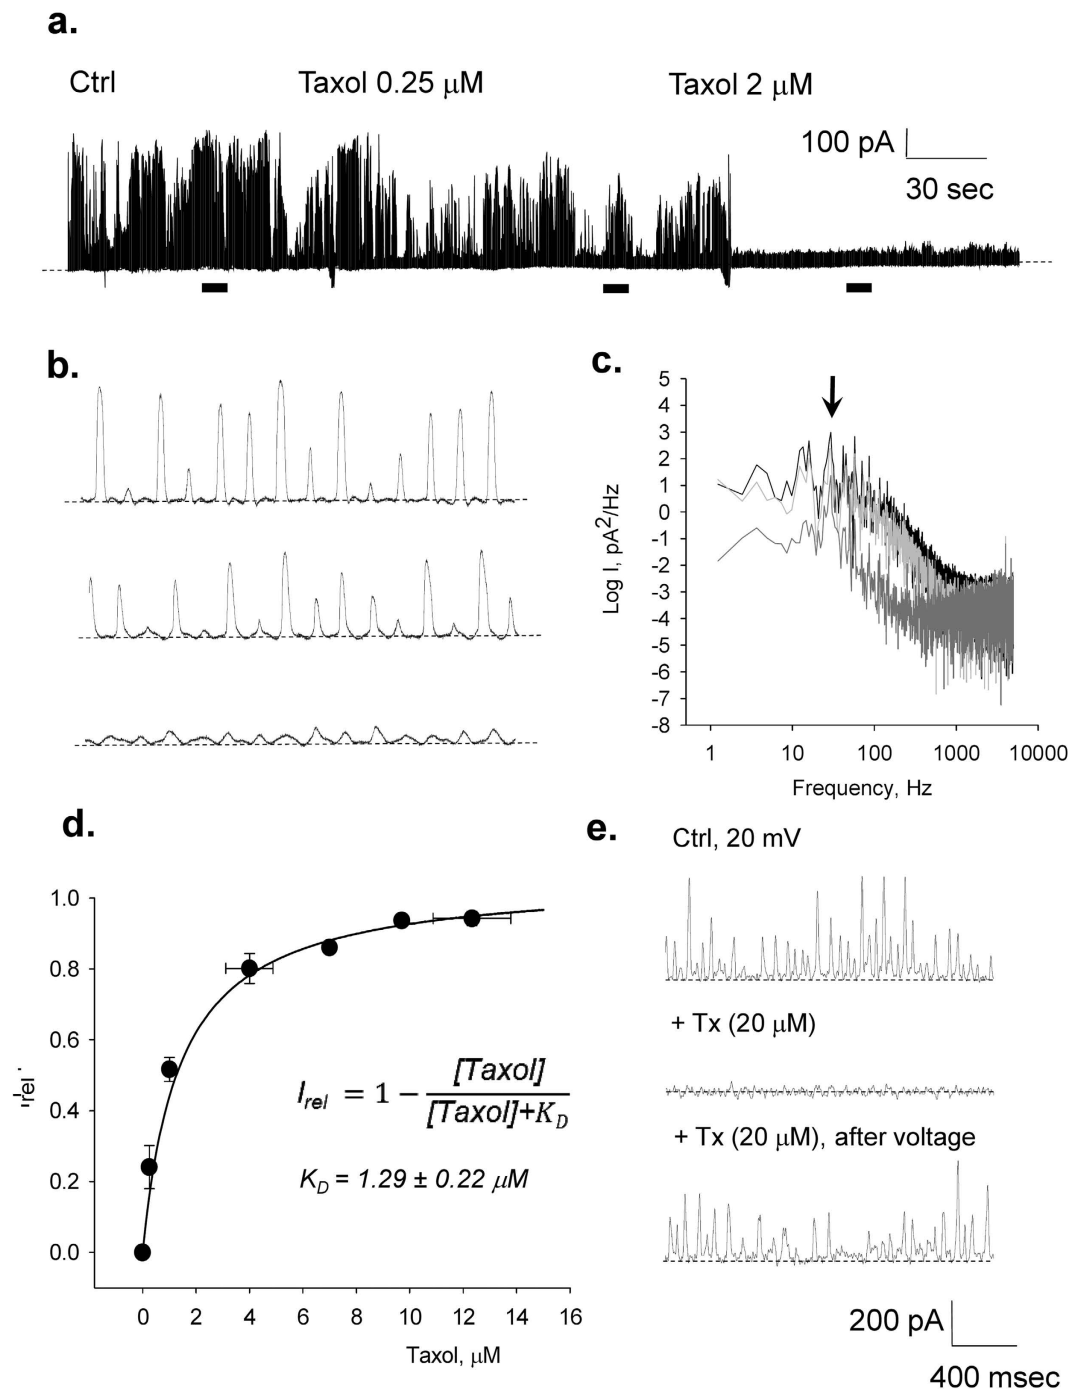 a.
Ctrl
Taxol 0.25 μM
Taxol 2 μM
100 pA
30 sec
b.
c.
5
4
3
2
1
0
-1
-2
-3
-4
-5
-6
-7
-8
Log I, pA²/Hz
1 10 100 1000 10000
Frequency, Hz
d.
1.0
0.8
0.6
0.4
0.2
0.0
0 2 4 6 8 10 12 14 16
Taxol, μM
I_rel = 1 − [Taxol] / [Taxol]+K_D
K_D = 1.29 ± 0.22 μM
e.
Ctrl, 20 mV
+ Tx (20 μM)
+ Tx (20 μM), after voltage
200 pA
400 msec